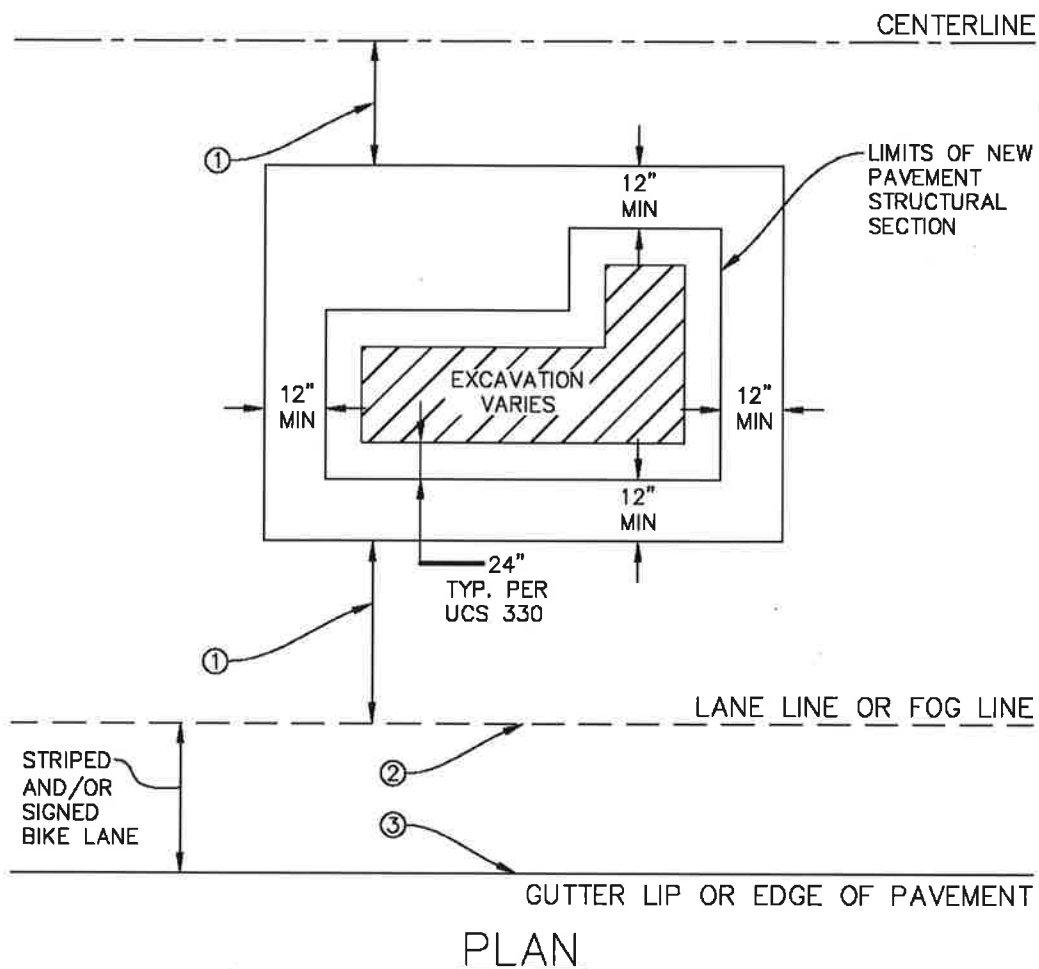 CENTERLINE
①
12"
MIN
LIMITS OF NEW
PAVEMENT
STRUCTURAL
SECTION
EXCAVATION
VARIES
12"
MIN
12"
MIN
12"
MIN
24"
TYP. PER
UCS 330
①
LANE LINE OR FOG LINE
STRIPED
AND/OR
SIGNED
BIKE LANE
②
③
GUTTER LIP OR EDGE OF PAVEMENT
PLAN